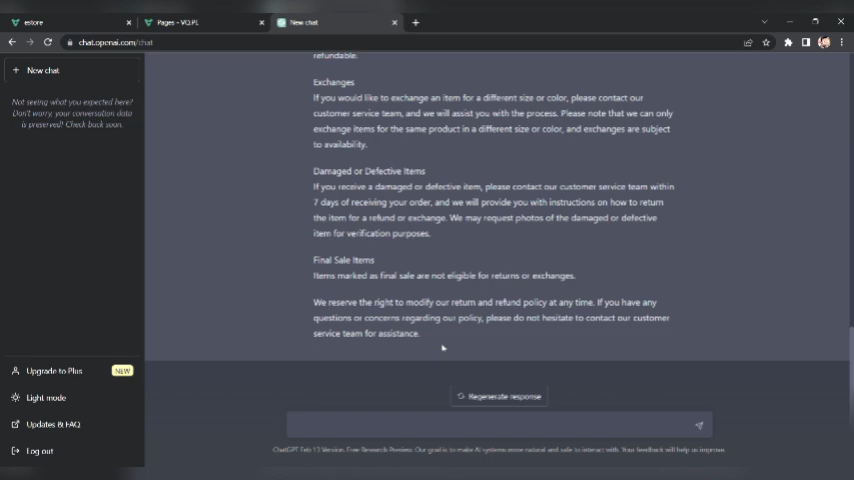 estore
Pages - VQ.PL
New chat
chat.openai.com/chat
New chat
Not seeing what you expected here?
Don't worry, your conversation data
is preserved! Check back soon.
refundable.
Exchanges
If you would like to exchange an item for a different size or color, please contact our
customer service team, and we will assist you with the process. Please note that we can only
exchange items for the same product in a different size or color, and exchanges are subject
to availability.
Damaged or Defective Items
If you receive a damaged or defective item, please contact our customer service team within
7 days of receiving your order, and we will provide you with instructions on how to return
the item for a refund or exchange. We may request photos of the damaged or defective
item for verification purposes.
Final Sale Items
Items marked as final sale are not eligible for returns or exchanges.
We reserve the right to modify our return and refund policy at any time. If you have any
questions or concerns regarding our policy, please do not hesitate to contact our customer
service team for assistance.
Upgrade to Plus
NEW
Light mode
Updates & FAQ
Log out
Regenerate response
ChatGPT Feb 13 Version. Free Research Preview. Our goal is to make AI systems more natural and safe to interact with. Your feedback will help us improve.